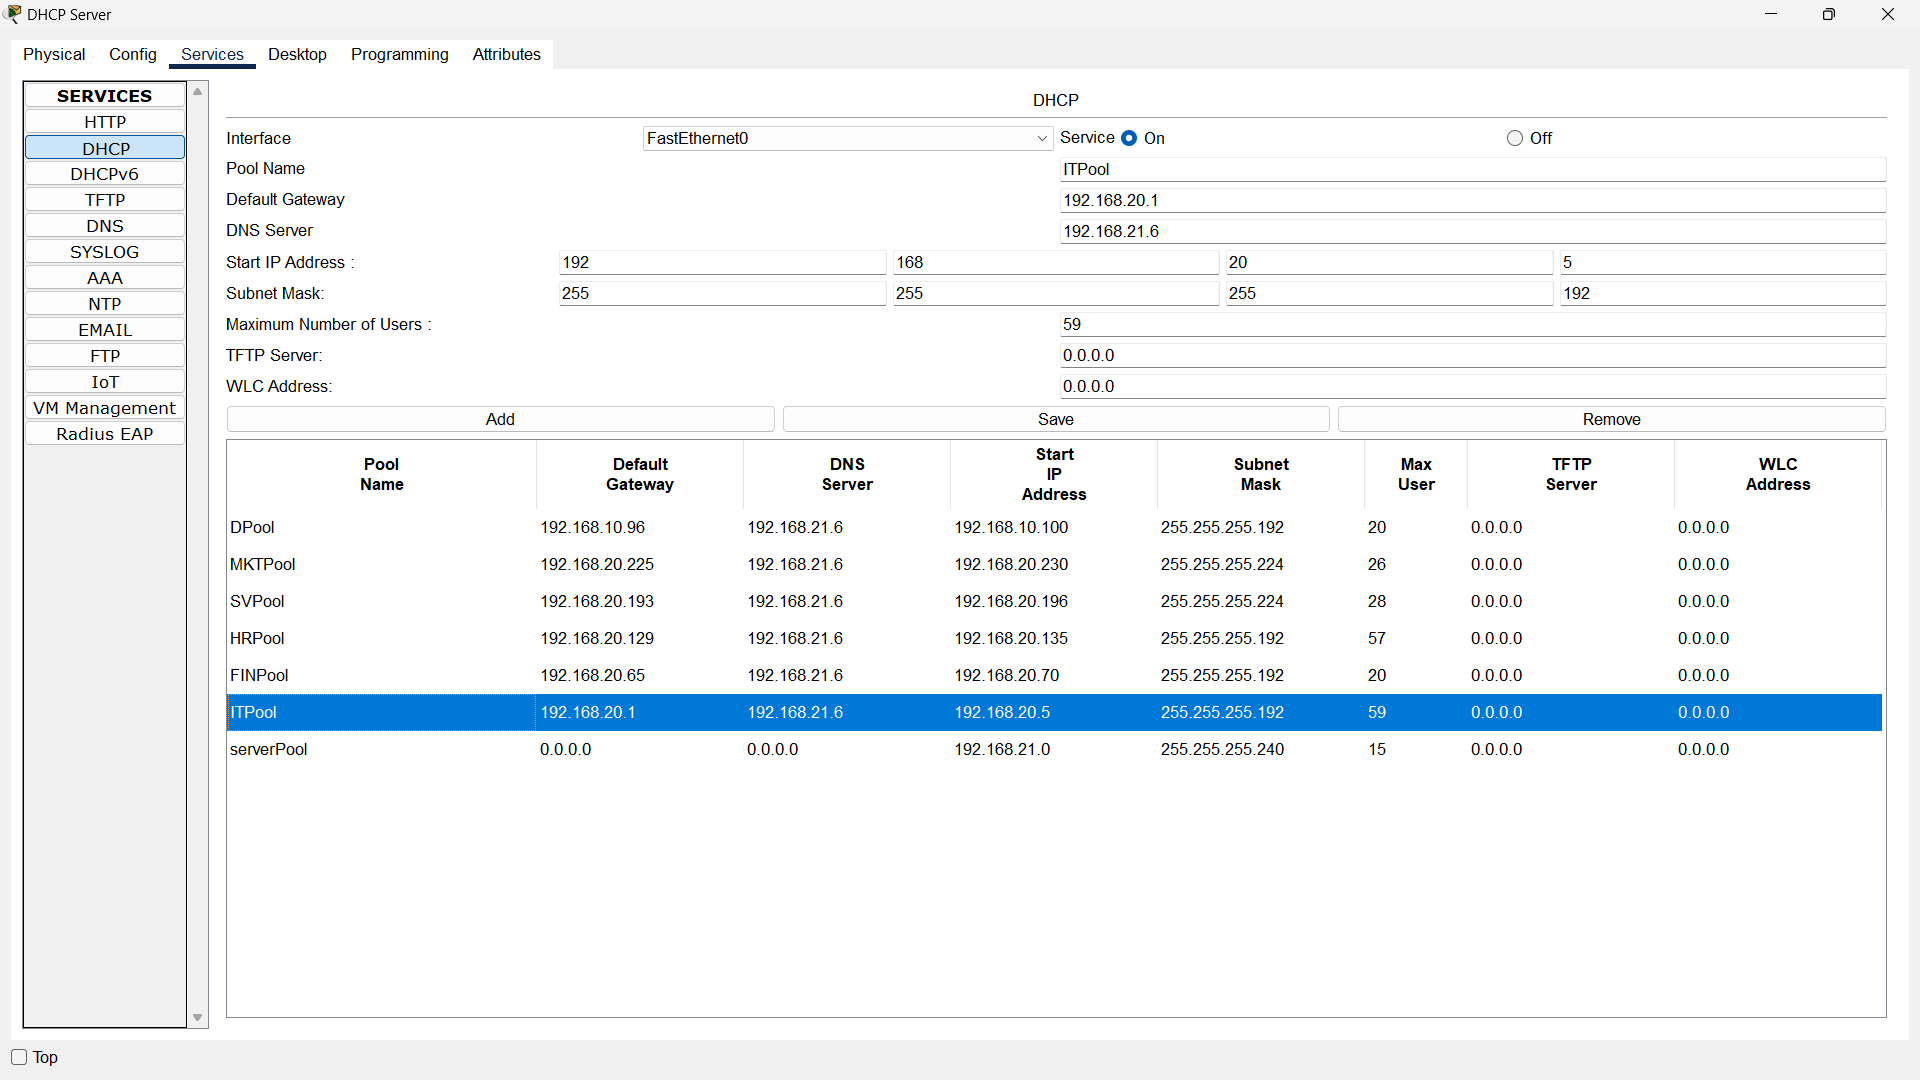 DHCP Server
Physical Config Services Desktop Programming Attributes
SERVICES
HTTP
DHCP
DHCPv6
TFTP
DNS
SYSLOG
AAA
NTP
EMAIL
FTP
IoT
VM Management
Radius EAP
DHCP
Interface FastEthernet0 Service On Off
Pool Name ITPool
Default Gateway 192.168.20.1
DNS Server 192.168.21.6
Start IP Address : 192 168 20 5
Subnet Mask: 255 255 255 192
Maximum Number of Users : 59
TFTP Server: 0.0.0.0
WLC Address: 0.0.0.0
Add Save Remove
Pool Name Default Gateway DNS Server Start IP Address Subnet Mask Max User TFTP Server WLC Address
DPool 192.168.10.96 192.168.21.6 192.168.10.100 255.255.255.192 20 0.0.0.0 0.0.0.0
MKTPool 192.168.20.225 192.168.21.6 192.168.20.230 255.255.255.224 26 0.0.0.0 0.0.0.0
SVPool 192.168.20.193 192.168.21.6 192.168.20.196 255.255.255.224 28 0.0.0.0 0.0.0.0
HRPool 192.168.20.129 192.168.21.6 192.168.20.135 255.255.255.192 57 0.0.0.0 0.0.0.0
FINPool 192.168.20.65 192.168.21.6 192.168.20.70 255.255.255.192 20 0.0.0.0 0.0.0.0
ITPool 192.168.20.1 192.168.21.6 192.168.20.5 255.255.255.192 59 0.0.0.0 0.0.0.0
serverPool 0.0.0.0 0.0.0.0 192.168.21.0 255.255.255.240 15 0.0.0.0 0.0.0.0
Top